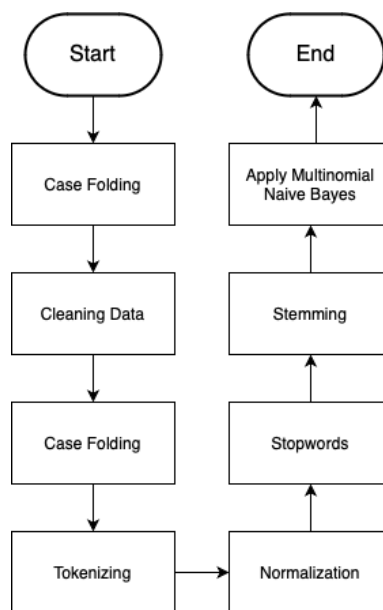 Start
Case Folding
Cleaning Data
Case Folding
Tokenizing
Normalization
Stopwords
Stemming
Apply Multinomial
Naive Bayes
End